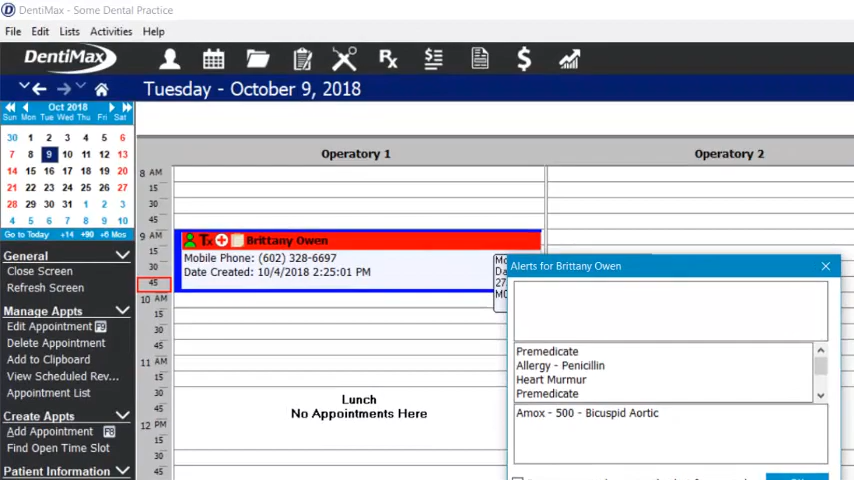 DentiMax - Some Dental Practice
File Edit Lists Activities Help
DentiMax
Tuesday - October 9, 2018
Oct 2018
Sun Mon Tue Wed Thu Fri Sat
30 1 2 3 4 5 6
7 8 9 10 11 12 13
14 15 16 17 18 19 20
21 22 23 24 25 26 27
28 29 30 31 1 2 3
4 5 6 7 8 9 10
Go to Today +14 +90 +6 Mos
General
Close Screen
Refresh Screen
Manage Appts
Edit Appointment F9
Delete Appointment
Add to Clipboard
View Scheduled Rev...
Appointment List
Create Appts
Add Appointment F8
Find Open Time Slot
Patient Information
Operatory 1
Operatory 2
8 AM
15
30
45
9 AM
15
30
45
10 AM
15
30
45
11 AM
15
30
45
12 PM
15
30
45
Tx Brittany Owen
Mobile Phone: (602) 328-6697
Date Created: 10/4/2018 2:25:01 PM
Lunch
No Appointments Here
Alerts for Brittany Owen
Premedicate
Allergy - Penicillin
Heart Murmur
Premedicate
Amox - 500 - Bicuspid Aortic